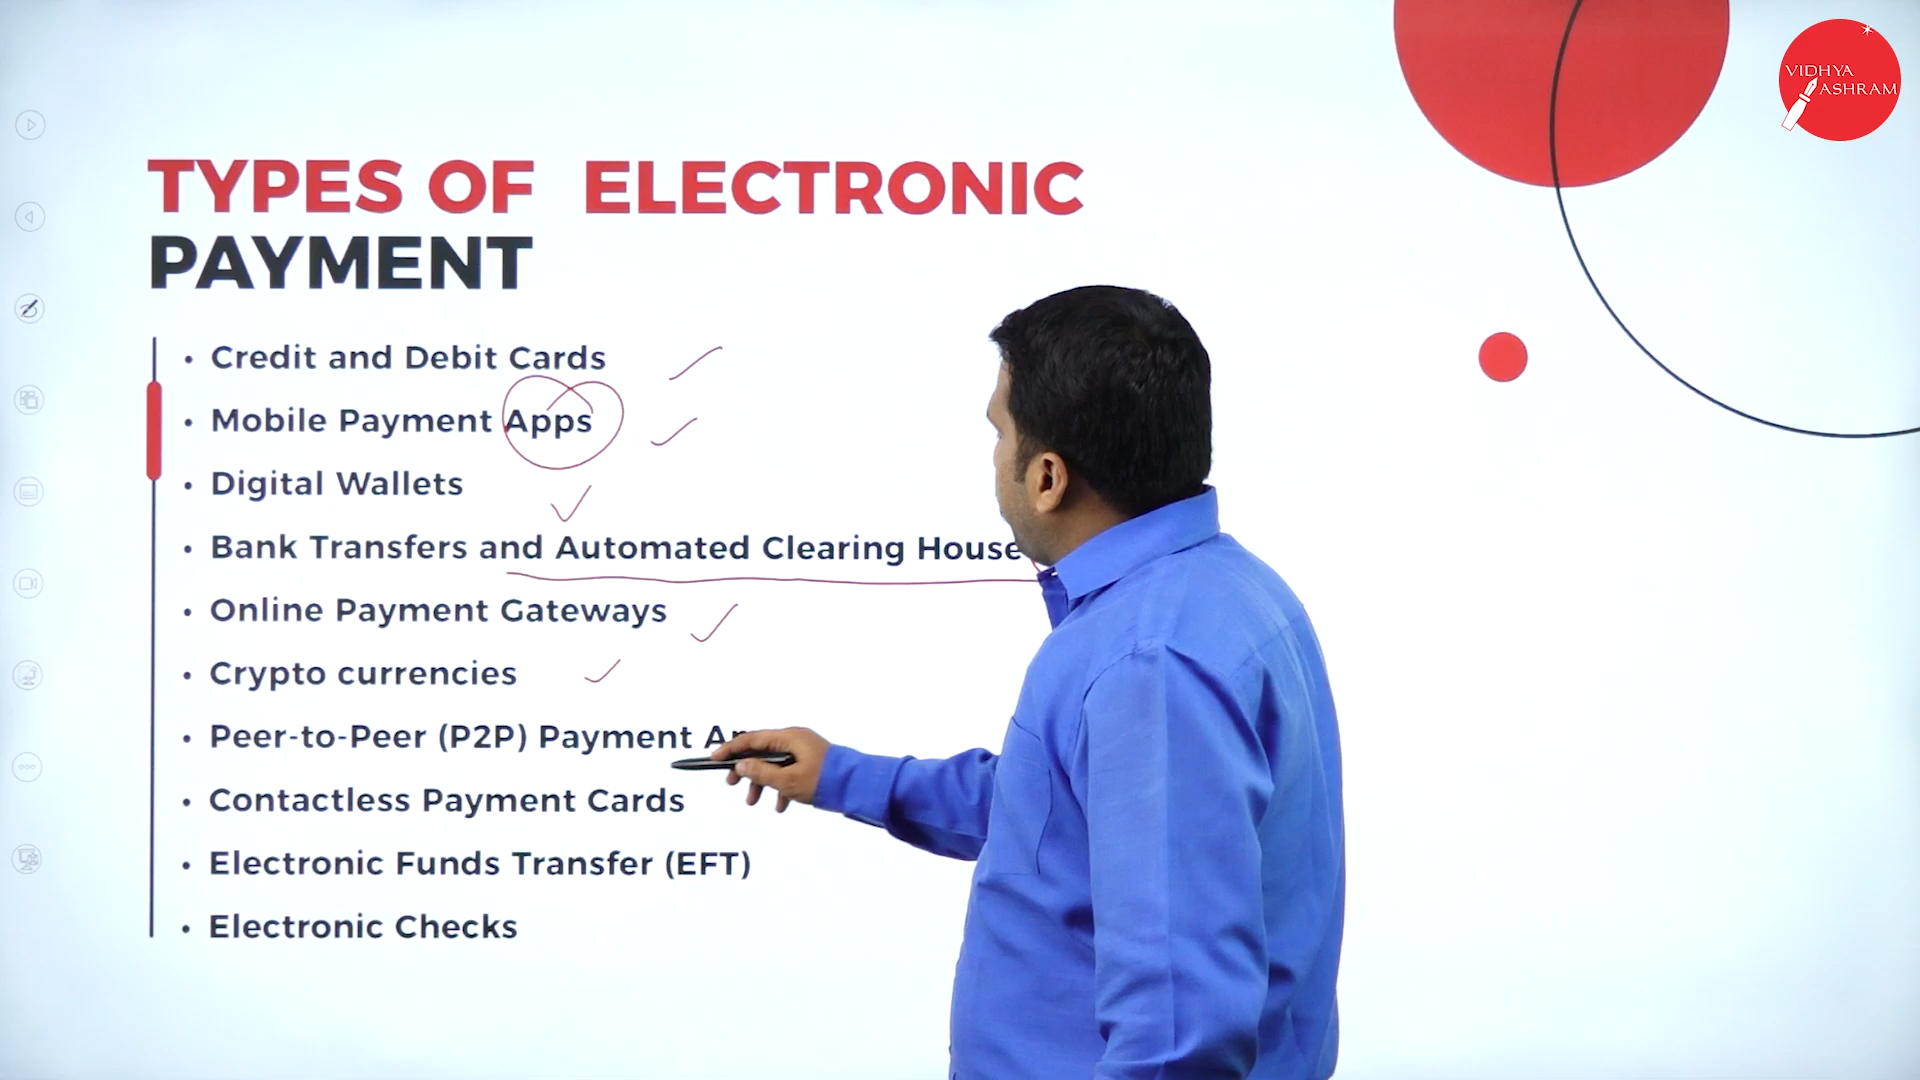 VIDHYA
ASHRAM
TYPES OF ELECTRONIC
PAYMENT
• Credit and Debit Cards
• Mobile Payment Apps
• Digital Wallets
• Bank Transfers and Automated Clearing House
• Online Payment Gateways
• Crypto currencies
• Peer-to-Peer (P2P) Payment
• Contactless Payment Cards
• Electronic Funds Transfer (EFT)
• Electronic Checks